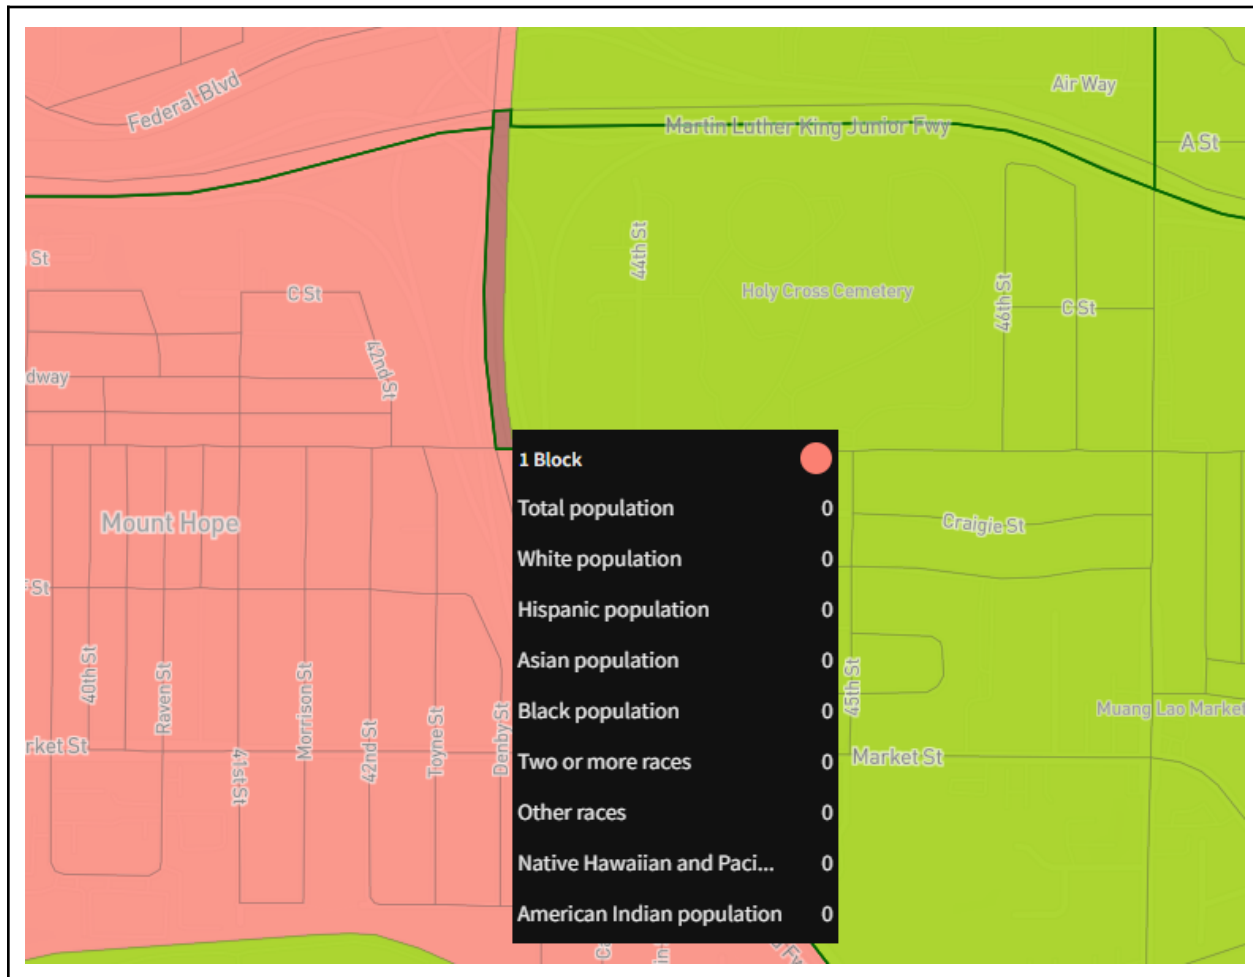 Federal Blvd
Air Way
Martin Luther King Junior Fwy
A St
St
44th St
Holy Cross Cemetery
46th St
C St
C St
42nd St
dway
1 Block
Total population 0
White population 0
Hispanic population 0
Asian population 0
Black population 0
Two or more races 0
Other races 0
Native Hawaiian and Paci... 0
American Indian population 0
Mount Hope
Craigie St
St
40th St
Raven St
Morrison St
42nd St
Toyne St
Denby St
41st St
rket St
45th St
Muang Lao Market
Market St